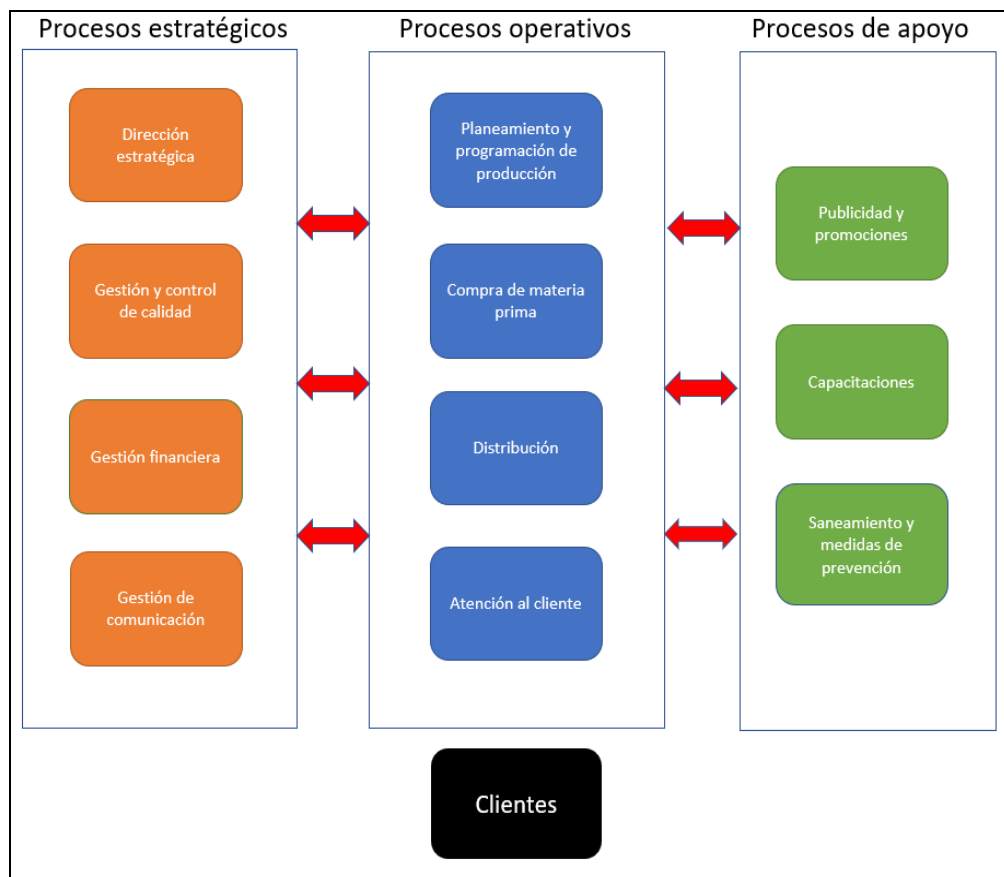 Procesos estratégicos
Dirección
estratégica
Gestión y control
de calidad
Gestión financiera
Gestión de
comunicación
Procesos operativos
Planeamiento y
programación de
producción
Compra de materia
prima
Distribución
Atención al cliente
Procesos de apoyo
Publicidad y
promociones
Capacitaciones
Saneamiento y
medidas de
prevención
Clientes